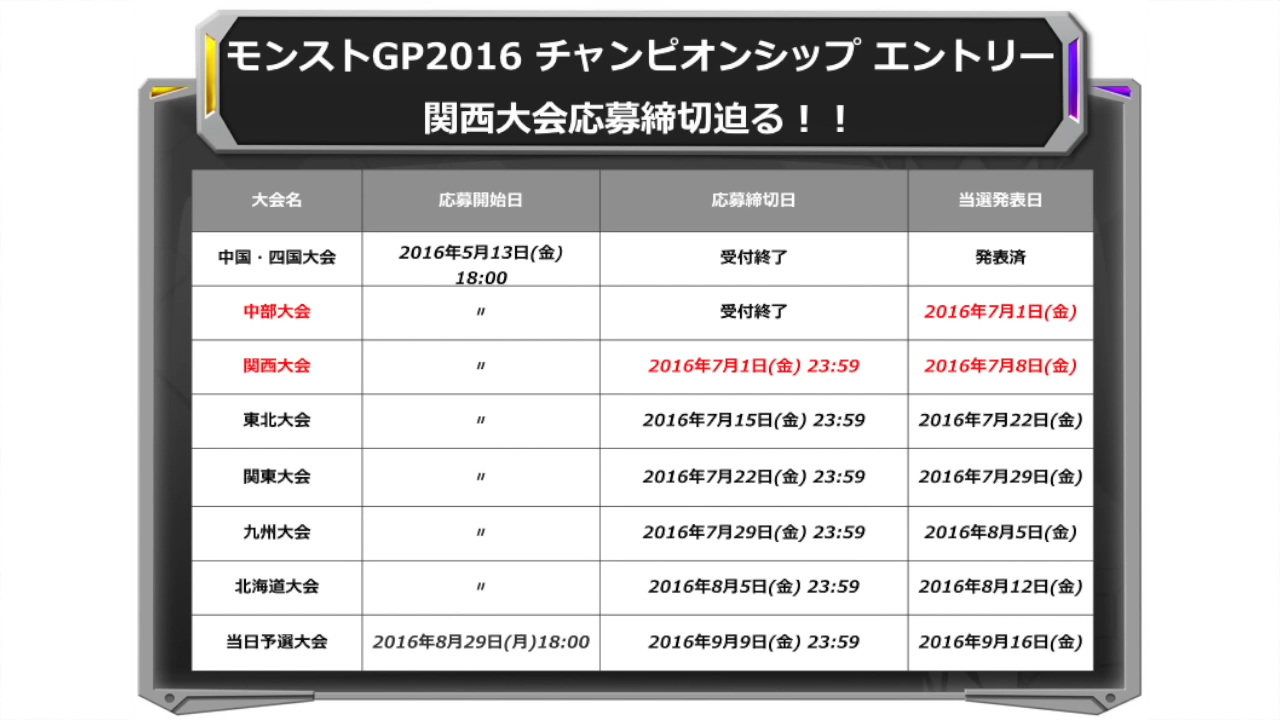 モンストGP2016 チャンピオンシップ エントリー
関西大会応募締切迫る！！
大会名 応募開始日 応募締切日 当選発表日
中国・四国大会 2016年5月13日(金) 18:00 受付終了 発表済
中部大会 〃 受付終了 2016年7月1日(金)
関西大会 〃 2016年7月1日(金) 23:59 2016年7月8日(金)
東北大会 〃 2016年7月15日(金) 23:59 2016年7月22日(金)
関東大会 〃 2016年7月22日(金) 23:59 2016年7月29日(金)
九州大会 〃 2016年7月29日(金) 23:59 2016年8月5日(金)
北海道大会 〃 2016年8月5日(金) 23:59 2016年8月12日(金)
当日予選大会 2016年8月29日(月)18:00 2016年9月9日(金) 23:59 2016年9月16日(金)